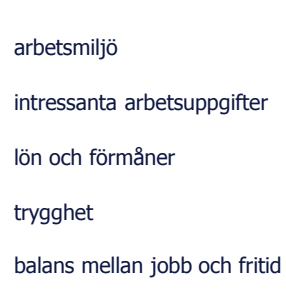 arbetsmiljö
intressanta arbetsuppgifter
lön och förmåner
trygghet
balans mellan jobb och fritid